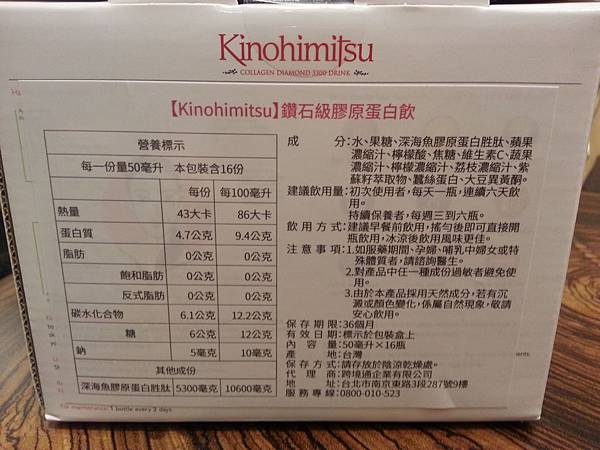 Kinohimitsu
COLLAGEN DIAMOND 5300 DRINK
【Kinohimitsu】鑽石級膠原蛋白飲
營養標示
每一份量50毫升 本包裝含16份
每份 每100毫升
熱量 43大卡 86大卡
蛋白質 4.7公克 9.4公克
脂肪 0公克 0公克
飽和脂肪 0公克 0公克
反式脂肪 0公克 0公克
碳水化合物 6.1公克 12.2公克
糖 6公克 12公克
鈉 5毫克 10毫克
其他成份
深海魚膠原蛋白胜肽 5300毫克 10600毫克
成分:水、果糖、深海魚膠原蛋白胜肽、蘋果
濃縮汁、檸檬酸、焦糖、維生素C、蔬果
濃縮汁、檸檬濃縮汁、荔枝濃縮汁、紫
蘇籽萃取物、蠶絲蛋白、大豆異黃酮。
建議飲用量:初次使用者,每天一瓶,連續六天飲
用。
持續保養者,每週三到六瓶。
飲用方式:建議早餐前飲用,搖勻後即可直接開
瓶飲用,冰涼後飲用風味更佳。
注意事項:1.如服藥期間、孕婦、哺乳中婦女或特
殊體質者,請諮詢醫生。
2.對產品中任一種成份過敏者避免使
用。
3.由於本產品採用天然成分,若有沉
澱或顏色變化,係屬自然現象,敬請
安心飲用。
保存期限:36個月
有效日期:標示於包裝盒上
內容量:50毫升×16瓶
產地:台灣
保存方式:請存放於陰涼乾燥處。
代理商:跨境通企業有限公司
地址:台北市南京東路3段287號9樓
服務專線:0800-010-523
For maintenance: 1 bottle every 2 days